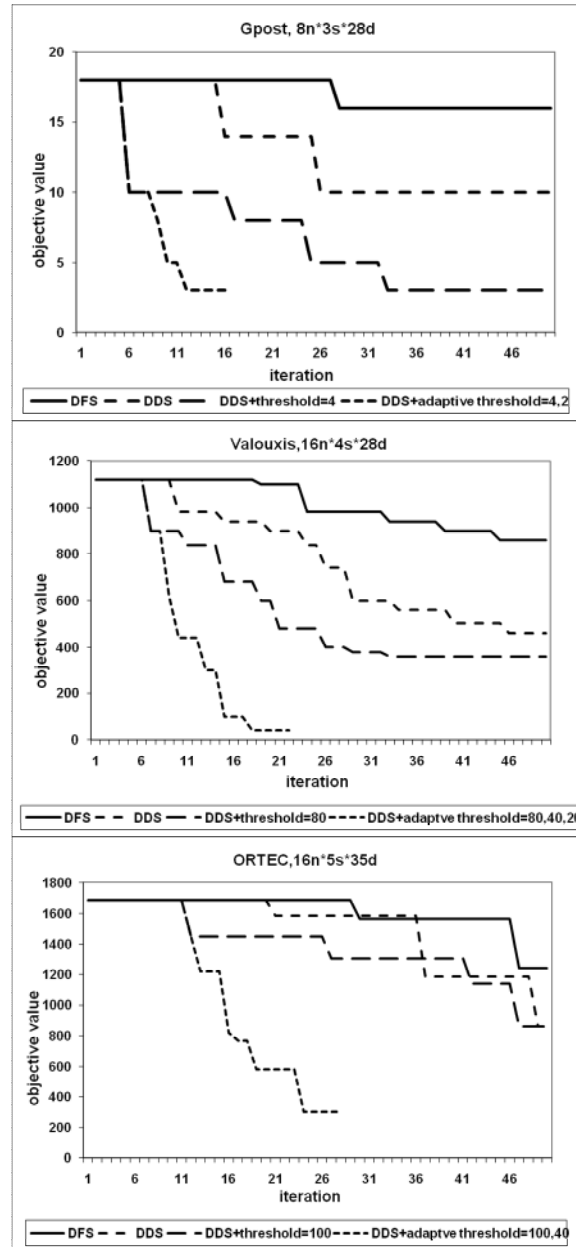 Gpost, 8n*3s*28d
20
15
10
5
0
objective value
1 6 11 16 21 26 31 36 41 46
iteration
DFS DDS DDS+threshold=4 DDS+adaptive threshold=4,2
Valouxis,16n*4s*28d
1200
1000
800
600
400
200
0
objective value
1 6 11 16 21 26 31 36 41 46
iteration
DFS DDS DDS+threshold=80 DDS+adaptve threshold=80,40,20
ORTEC,16n*5s*35d
1800
1600
1400
1200
1000
800
600
400
200
0
objective value
1 6 11 16 21 26 31 36 41 46
iteration
DFS DDS DDS+threshold=100 DDS+adaptve threshold=100,40